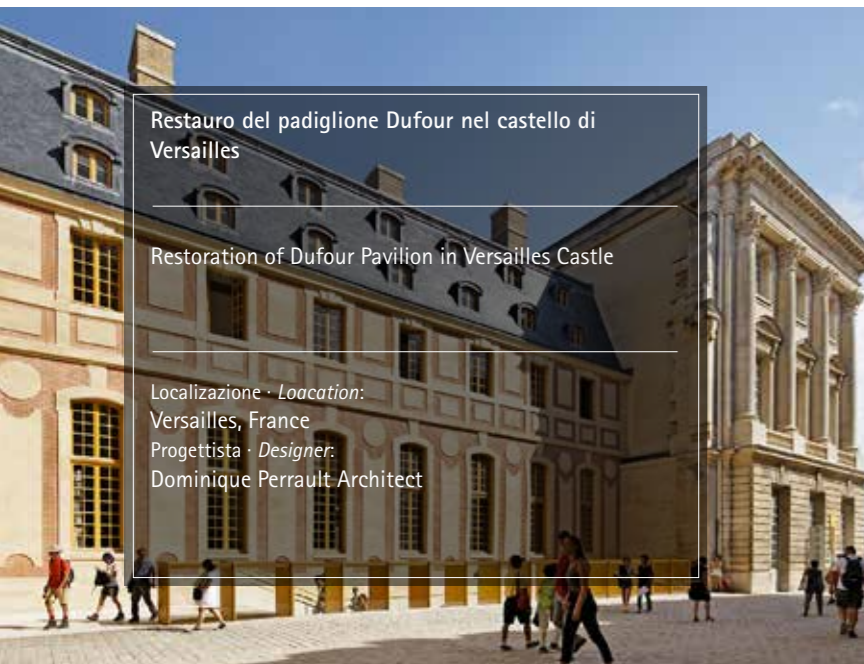 Restauro del padiglione Dufour nel castello di
Versailles
Restoration of Dufour Pavilion in Versailles Castle
Localizzazione · Loacation:
Versailles, France
Progettista · Designer:
Dominique Perrault Architect